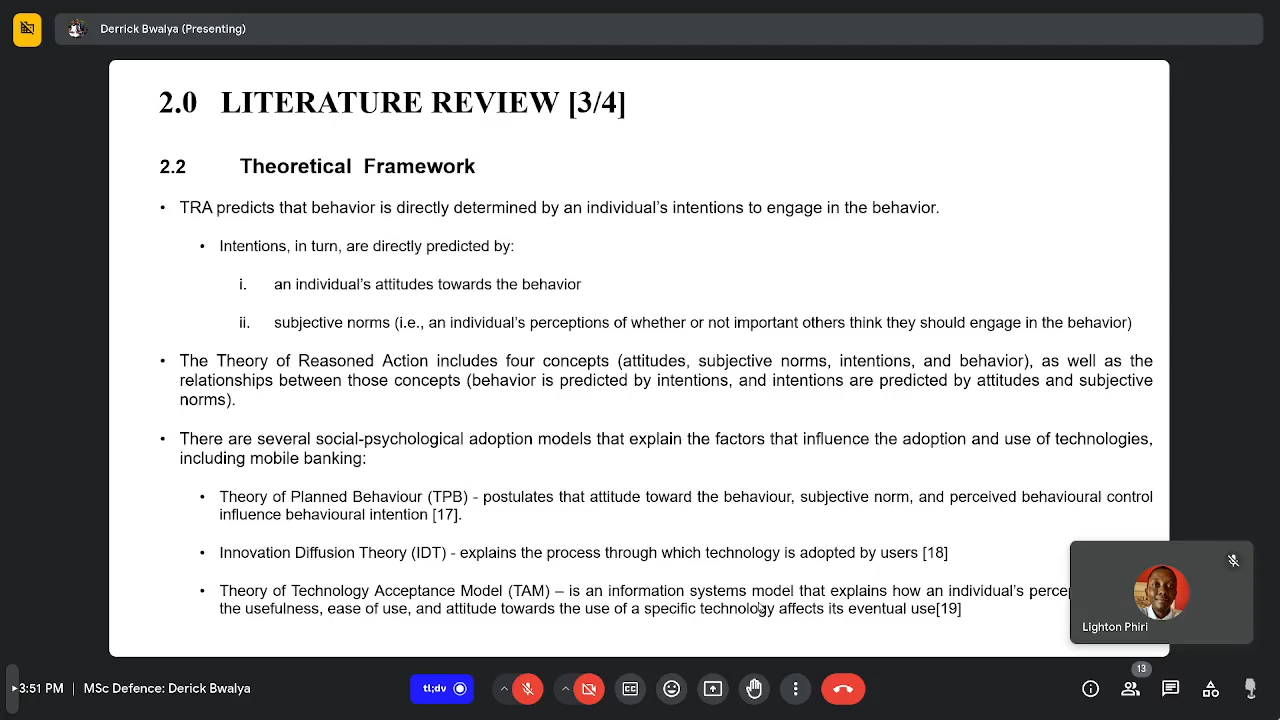 Derrick Bwalya (Presenting)
2.0 LITERATURE REVIEW [3/4]
2.2 Theoretical Framework
• TRA predicts that behavior is directly determined by an individual's intentions to engage in the behavior.
• Intentions, in turn, are directly predicted by:
i. an individual's attitudes towards the behavior
ii. subjective norms (i.e., an individual's perceptions of whether or not important others think they should engage in the behavior)
• The Theory of Reasoned Action includes four concepts (attitudes, subjective norms, intentions, and behavior), as well as the
relationships between those concepts (behavior is predicted by intentions, and intentions are predicted by attitudes and subjective
norms).
• There are several social-psychological adoption models that explain the factors that influence the adoption and use of technologies,
including mobile banking:
• Theory of Planned Behaviour (TPB) - postulates that attitude toward the behaviour, subjective norm, and perceived behavioural control
influence behavioural intention [17].
• Innovation Diffusion Theory (IDT) - explains the process through which technology is adopted by users [18]
• Theory of Technology Acceptance Model (TAM) – is an information systems model that explains how an individual's
the usefulness, ease of use, and attitude towards the use of a specific technology affects its eventual use[19]
Lighton Phiri
3:51 PM | MSc Defence: Derick Bwalya
tl;dv
13